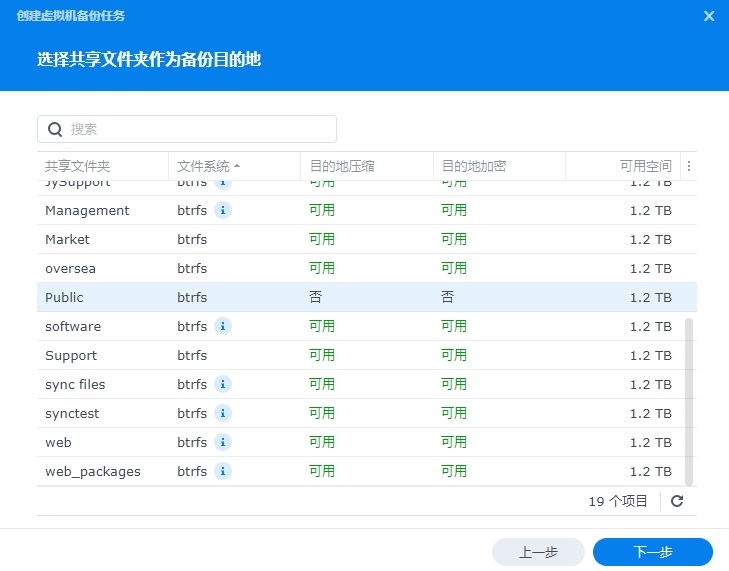 创建虚拟机备份任务
选择共享文件夹作为备份目的地
搜索
共享文件夹 文件系统 目的地压缩 目的地加密 可用空间
JySupport btrfs 可用 可用 1.2 TB
Management btrfs 可用 可用 1.2 TB
Market btrfs 可用 可用 1.2 TB
oversea btrfs 可用 可用 1.2 TB
Public btrfs 否 否 1.2 TB
software btrfs 可用 可用 1.2 TB
Support btrfs 可用 可用 1.2 TB
sync files btrfs 可用 可用 1.2 TB
synctest btrfs 可用 可用 1.2 TB
web btrfs 可用 可用 1.2 TB
web_packages btrfs 可用 可用 1.2 TB
19 个项目
上一步 下一步